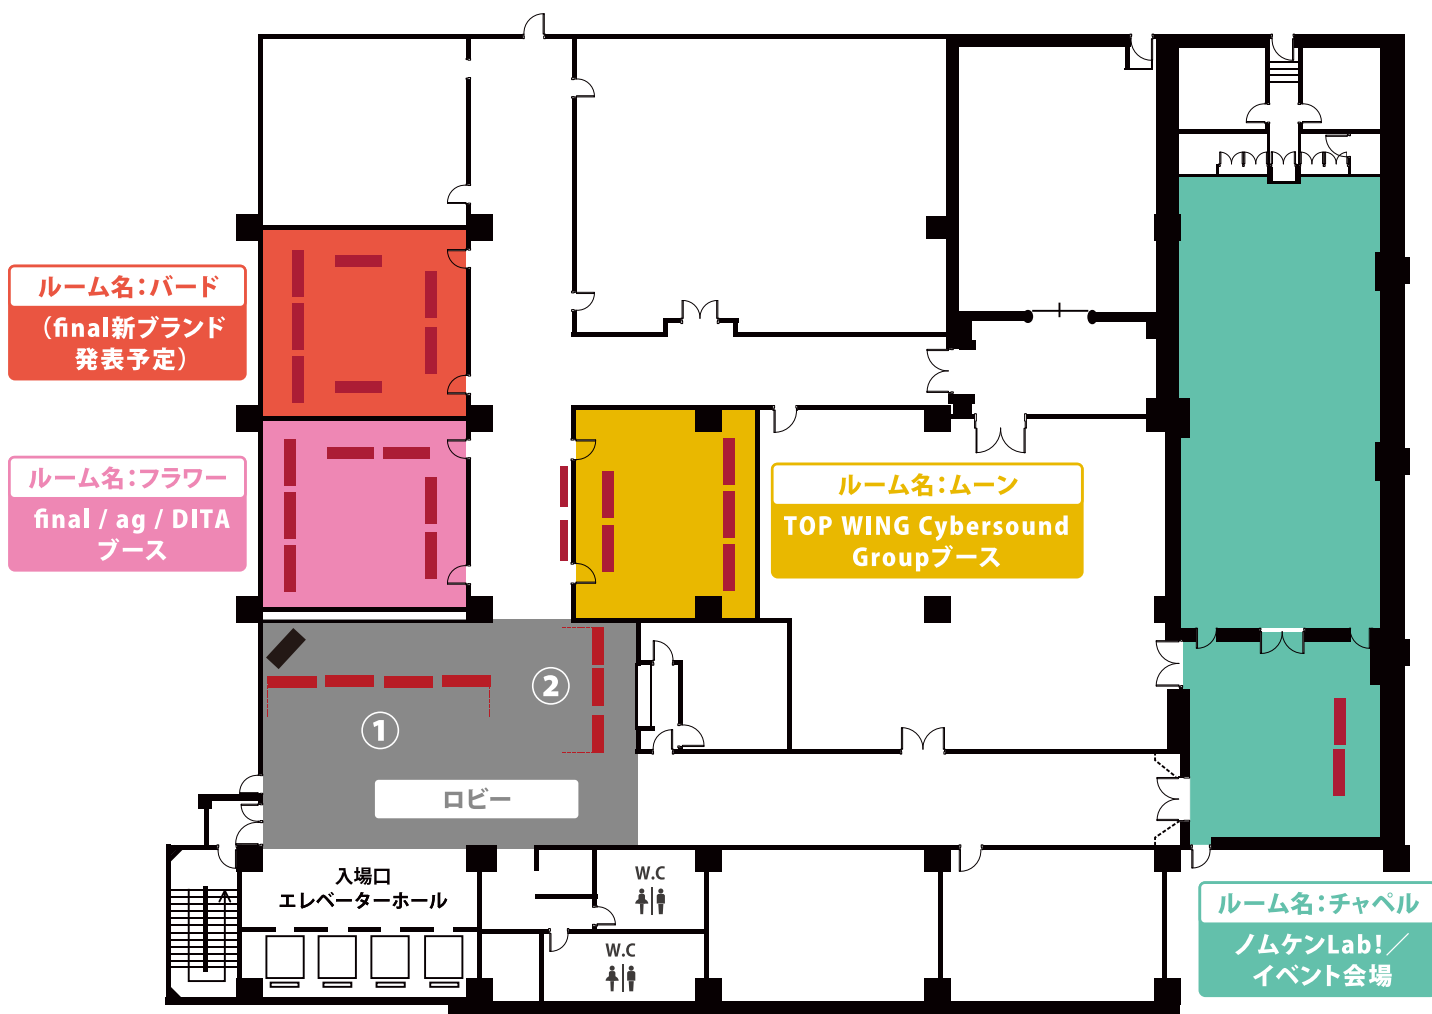 ルーム名：バード
（final新ブランド
発表予定）
ルーム名：フラワー
final / ag / DITA
ブース
ルーム名：ムーン
TOP WING Cybersound
Groupブース
①
②
ロビー
入場口
エレベーターホール
W.C
W.C
ルーム名：チャペル
ノムケンLab!／
イベント会場